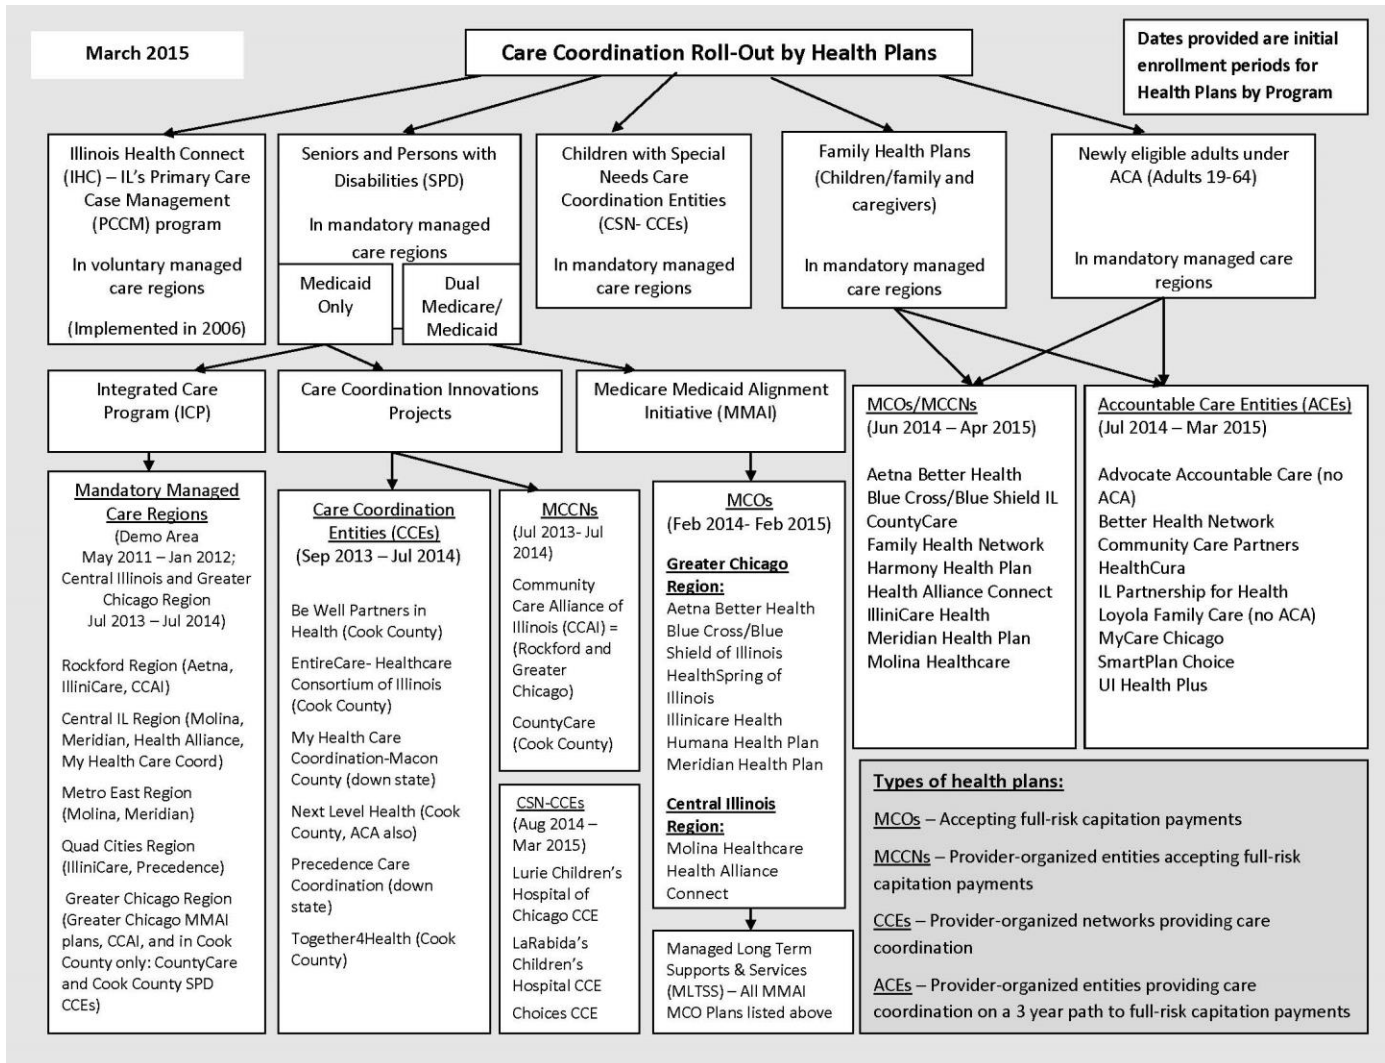 March 2015
Care Coordination Roll-Out by Health Plans
Dates provided are initial
enrollment periods for
Health Plans by Program
Illinois Health Connect
(IHC) – IL's Primary Care
Case Management
(PCCM) program
In voluntary managed
care regions
(Implemented in 2006)
Seniors and Persons with
Disabilities (SPD)
In mandatory managed
care regions
Medicaid
Only
Dual
Medicare/
Medicaid
Children with Special
Needs Care
Coordination Entities
(CSN- CCEs)
In mandatory managed
care regions
Family Health Plans
(Children/family and
caregivers)
In mandatory managed
care regions
Newly eligible adults under
ACA (Adults 19-64)
In mandatory managed care
regions
Integrated Care
Program (ICP)
Care Coordination Innovations
Projects
Medicare Medicaid Alignment
Initiative (MMAI)
Mandatory Managed
Care Regions
(Demo Area
May 2011 – Jan 2012;
Central Illinois and Greater
Chicago Region
Jul 2013 – Jul 2014)
Rockford Region (Aetna,
IlliniCare, CCAI)
Central IL Region (Molina,
Meridian, Health Alliance,
My Health Care Coord)
Metro East Region
(Molina, Meridian)
Quad Cities Region
(IlliniCare, Precedence)
Greater Chicago Region
(Greater Chicago MMAI
plans, CCAI, and in Cook
County only: CountyCare
and Cook County SPD
CCEs)
Care Coordination
Entities (CCEs)
(Sep 2013 – Jul 2014)
Be Well Partners in
Health (Cook County)
EntireCare- Healthcare
Consortium of Illinois
(Cook County)
My Health Care
Coordination-Macon
County (down state)
Next Level Health (Cook
County, ACA also)
Precedence Care
Coordination (down
state)
Together4Health (Cook
County)
MCCNs
(Jul 2013- Jul
2014)
Community
Care Alliance of
Illinois (CCAI) =
(Rockford and
Greater
Chicago)
CountyCare
(Cook County)
CSN-CCEs
(Aug 2014 –
Mar 2015)
Lurie Children's
Hospital of
Chicago CCE
LaRabida's
Children's
Hospital CCE
Choices CCE
MCOs
(Feb 2014- Feb 2015)
Greater Chicago
Region:
Aetna Better Health
Blue Cross/Blue
Shield of Illinois
HealthSpring of
Illinois
Illinicare Health
Humana Health Plan
Meridian Health Plan
Central Illinois
Region:
Molina Healthcare
Health Alliance
Connect
Managed Long Term
Supports & Services
(MLTSS) – All MMAI
MCO Plans listed above
MCOs/MCCNs
(Jun 2014 – Apr 2015)
Aetna Better Health
Blue Cross/Blue Shield IL
CountyCare
Family Health Network
Harmony Health Plan
Health Alliance Connect
IlliniCare Health
Meridian Health Plan
Molina Healthcare
Accountable Care Entities (ACEs)
(Jul 2014 – Mar 2015)
Advocate Accountable Care (no
ACA)
Better Health Network
Community Care Partners
HealthCura
IL Partnership for Health
Loyola Family Care (no ACA)
MyCare Chicago
SmartPlan Choice
UI Health Plus
Types of health plans:
MCOs – Accepting full-risk capitation payments
MCCNs – Provider-organized entities accepting full-risk
capitation payments
CCEs – Provider-organized networks providing care
coordination
ACEs – Provider-organized entities providing care
coordination on a 3 year path to full-risk capitation payments